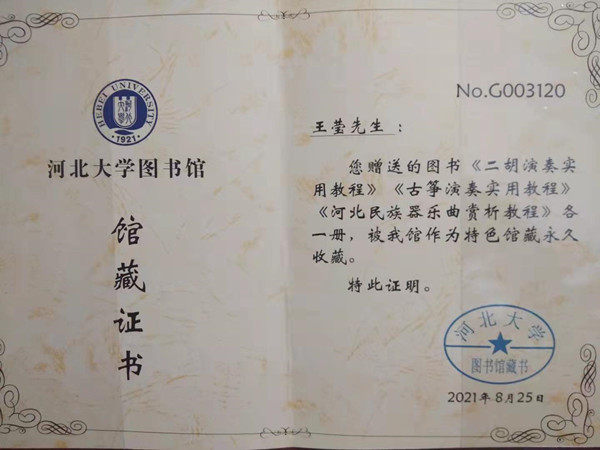 HEBEI UNIVERSITY
·1921·
河北大学图书馆
馆藏证书
No.G003120
王莹先生:
您赠送的图书《二胡演奏实
用教程》《古筝演奏实用教程》
《河北民族器乐曲赏析教程》各
一册,被我馆作为特色馆藏永久
收藏。
特此证明。
河北大学
图书馆藏书
2021年8月25日